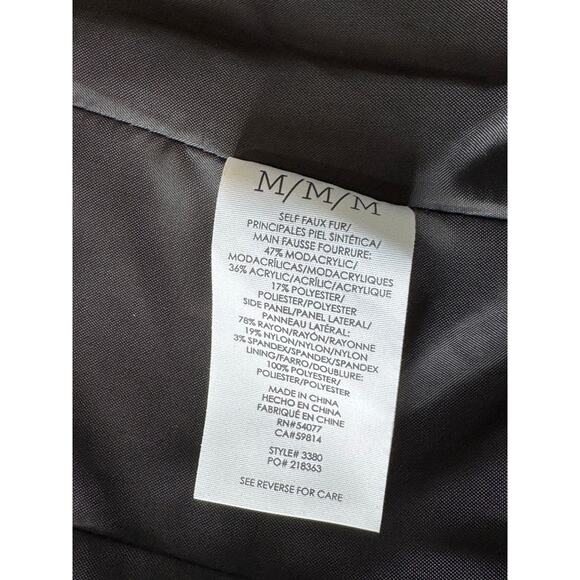 M/M/M
SELF FAUX FUR/
PRINCIPALES PIEL SINTÉTICA/
MAIN FAUSSE FOURRURE:
47% MODACRYLIC/
MODACRÍLICAS/MODACRYLIQUES
36% ACRYLIC/ACRÍLIC/ACRYLIQUE
17% POLYESTER/
POLIESTER/POLYESTER
SIDE PANEL/PANEL LATERAL/
PANNEAU LATÉRAL:
78% RAYON/RAYÓN/RAYONNE
19% NYLON/NYLON/NYLON
3% SPANDEX/SPANDEX/SPANDEX
LINING/FARRO/DOUBLURE:
100% POLYESTER/
POLIESTER/POLYESTER
MADE IN CHINA
HECHO EN CHINA
FABRIQUÉ EN CHINE
RN#54077
CA#59814
STYLE# 3380
PO# 218363
SEE REVERSE FOR CARE